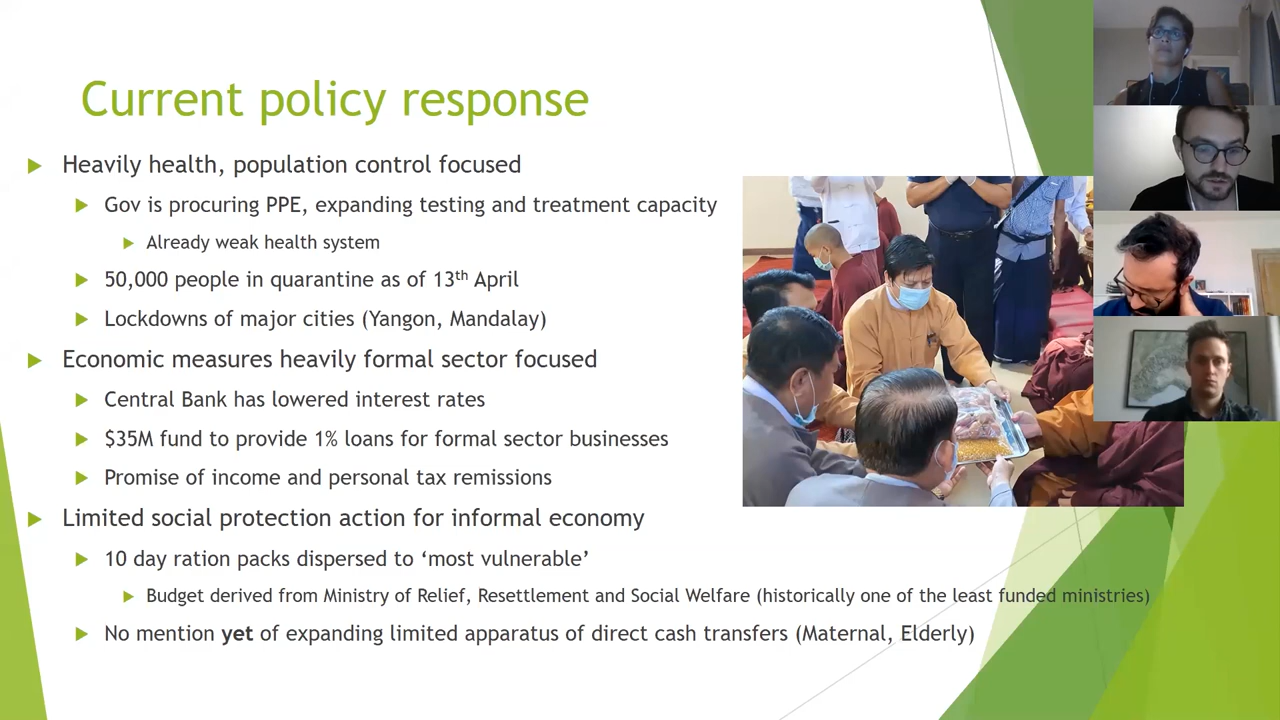 Current policy response
Heavily health, population control focused
Gov is procuring PPE, expanding testing and treatment capacity
Already weak health system
50,000 people in quarantine as of 13th April
Lockdowns of major cities (Yangon, Mandalay)
Economic measures heavily formal sector focused
Central Bank has lowered interest rates
$35M fund to provide 1% loans for formal sector businesses
Promise of income and personal tax remissions
Limited social protection action for informal economy
10 day ration packs dispersed to ‘most vulnerable’
Budget derived from Ministry of Relief, Resettlement and Social Welfare (historically one of the least funded ministries)
No mention yet of expanding limited apparatus of direct cash transfers (Maternal, Elderly)